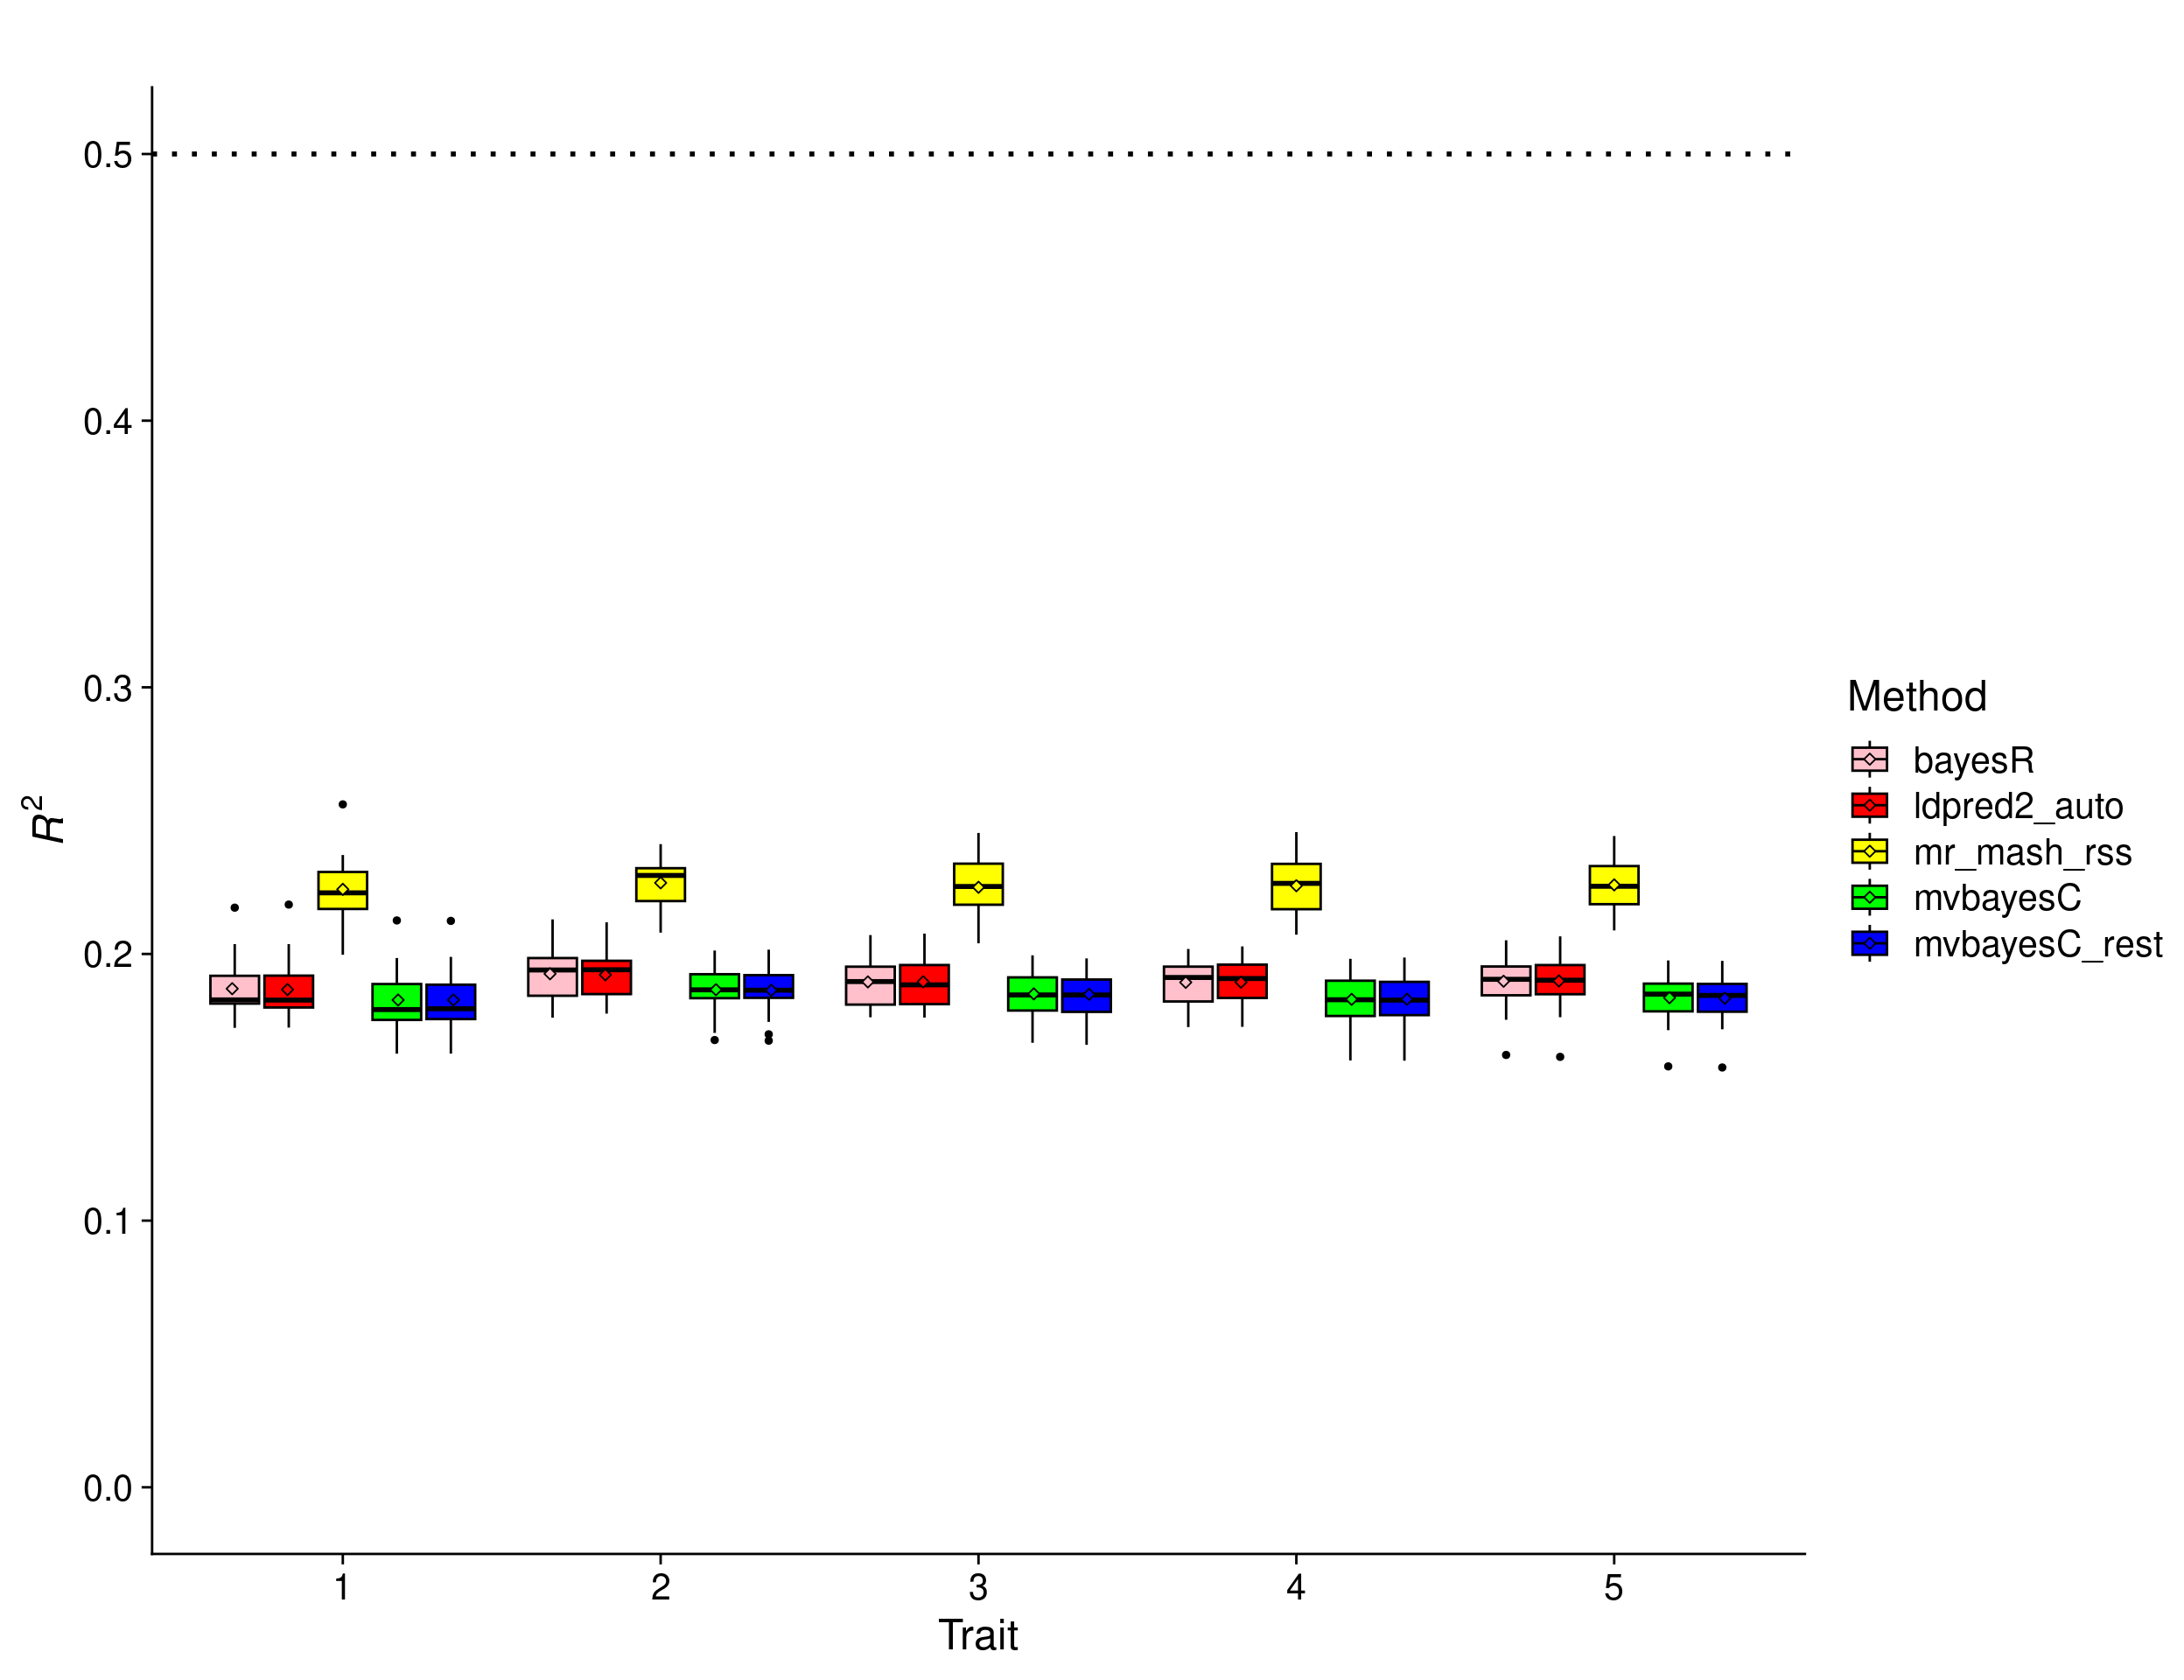 0.5
0.4
0.3
0.2
0.1
0.0
R²
1 2 3 4 5
Trait
Method
bayesR
ldpred2_auto
mr_mash_rss
mvbayesC
mvbayesC_rest